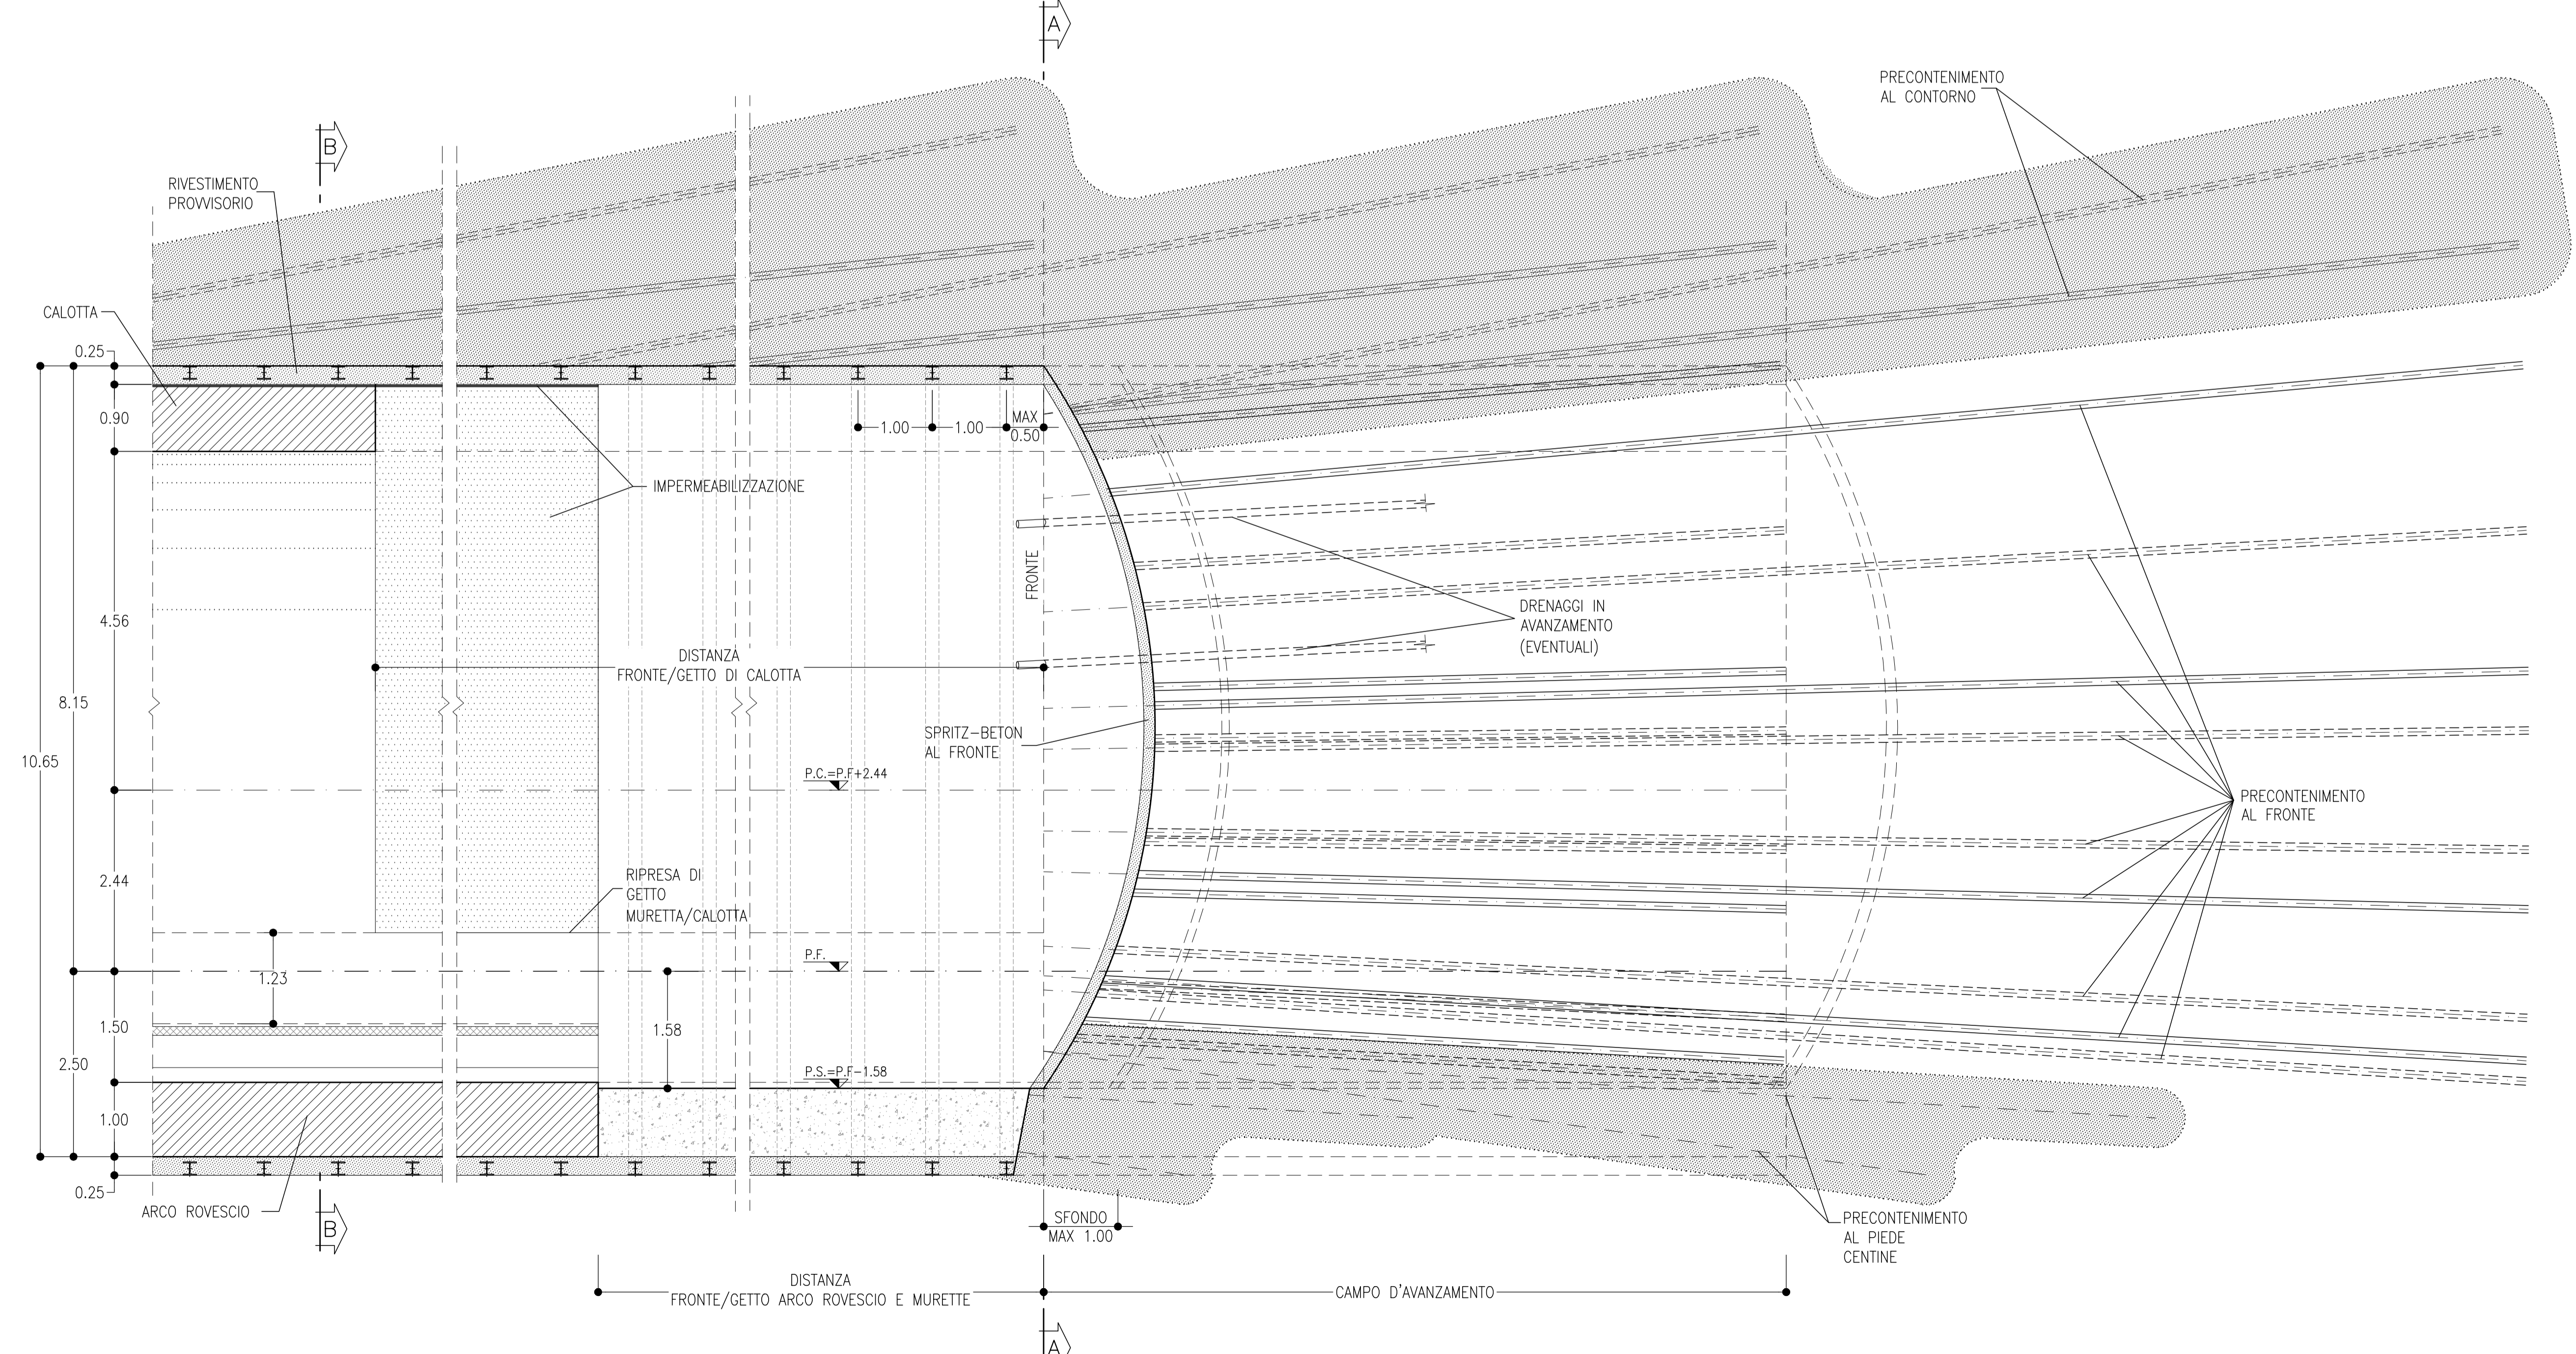 A
PRECONTENIMENTO
AL CONTORNO
B
RIVESTIMENTO
PROVVISORIO
CALOTTA
0.25
0.90
1.00
1.00
MAX
0.50
IMPERMEABILIZZAZIONE
FRONTE
4.56
DRENAGGI IN
AVANZAMENTO
(EVENTUALI)
DISTANZA
FRONTE/GETTO DI CALOTTA
8.15
SPRITZ-BETON
AL FRONTE
10.65
P.C.=P.F+2.44
PRECONTENIMENTO
AL FRONTE
2.44
RIPRESA DI
GETTO
MURETTA/CALOTTA
P.F.
1.23
1.50
1.58
2.50
P.S.=P.F-1.58
1.00
0.25
ARCO ROVESCIO
B
SFONDO
MAX 1.00
PRECONTENIMENTO
AL PIEDE
CENTINE
DISTANZA
FRONTE/GETTO ARCO ROVESCIO E MURETTE
CAMPO D'AVANZAMENTO
A